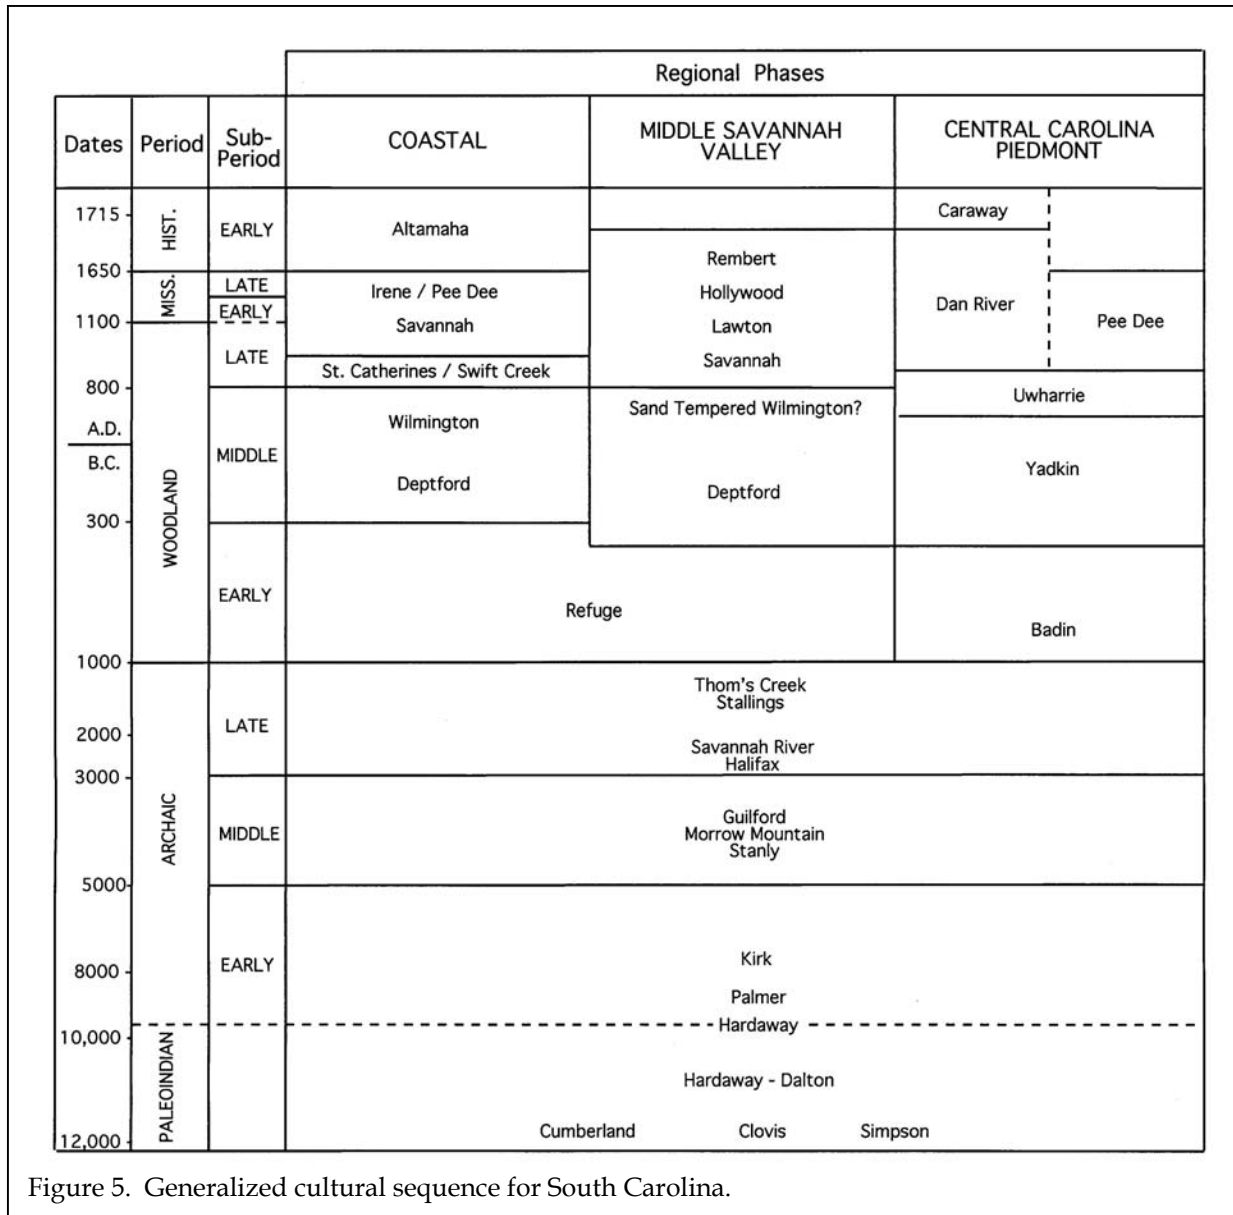 Regional Phases
Dates
Period
Sub-
Period
COASTAL
MIDDLE SAVANNAH
VALLEY
CENTRAL CAROLINA
PIEDMONT
1715
HIST.
EARLY
Altamaha
Caraway
1650
MISS.
LATE
EARLY
Irene / Pee Dee
Savannah
Rembert
Hollywood
Lawton
Savannah
Dan River
Pee Dee
1100
WOODLAND
LATE
St. Catherines / Swift Creek
800
Uwharrie
A.D.
B.C.
MIDDLE
Wilmington
Deptford
Sand Tempered Wilmington?
Deptford
Yadkin
300
EARLY
Refuge
Badin
1000
ARCHAIC
LATE
Thom's Creek
Stallings
2000
Savannah River
Halifax
3000
MIDDLE
Guilford
Morrow Mountain
Stanly
5000
EARLY
Kirk
8000
Palmer
Hardaway
10,000
PALEOINDIAN
Hardaway - Dalton
Cumberland
Clovis
Simpson
12,000
Figure 5. Generalized cultural sequence for South Carolina.